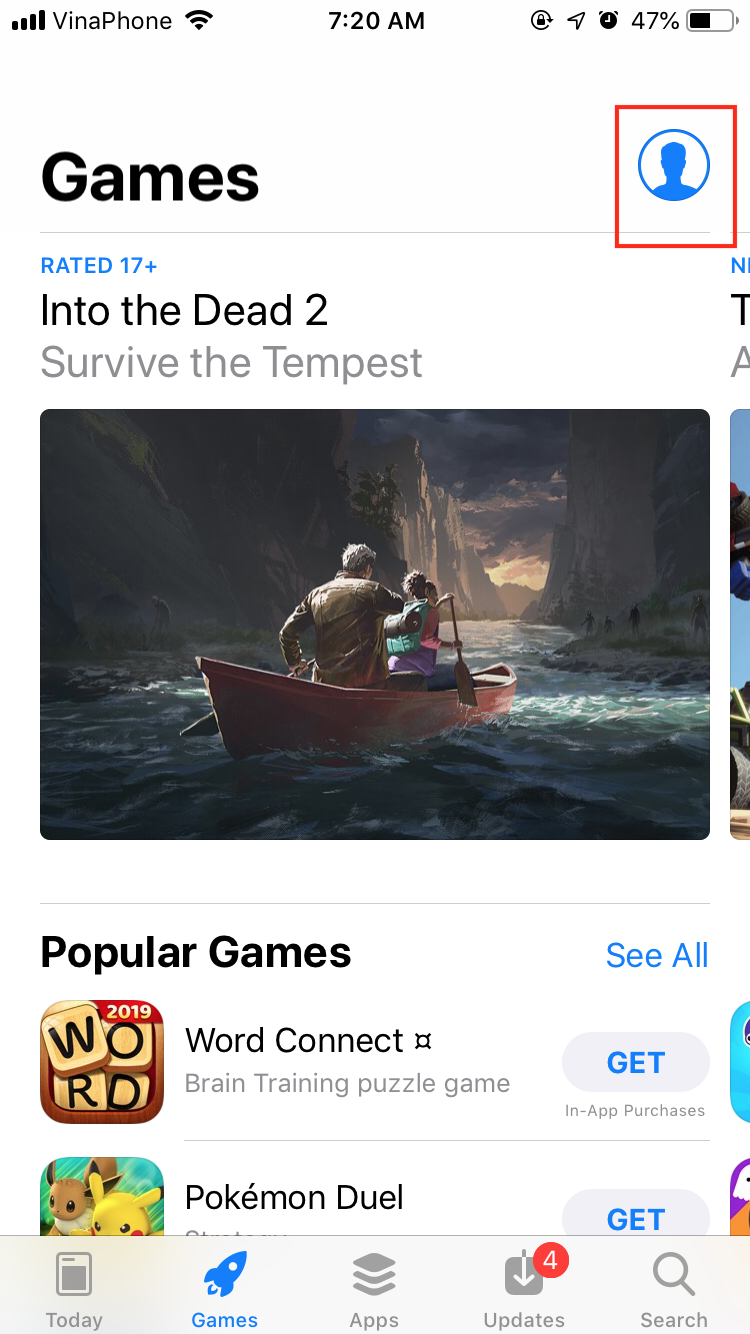 VinaPhone 7:20 AM 47%
Games
RATED 17+
Into the Dead 2
Survive the Tempest
Popular Games See All
2019
WORD
Word Connect ¤
Brain Training puzzle game
GET
In-App Purchases
Pokémon Duel
GET
4
Today Games Apps Updates Search